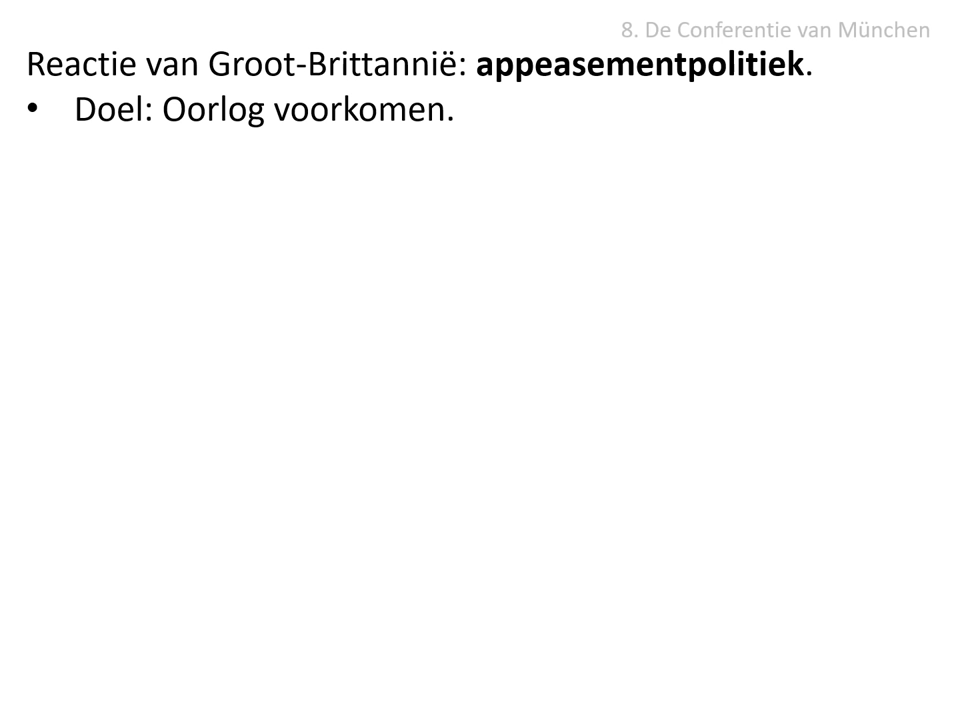 8. De Conferentie van München
Reactie van Groot-Brittannië: appeasementpolitiek.
• Doel: Oorlog voorkomen.